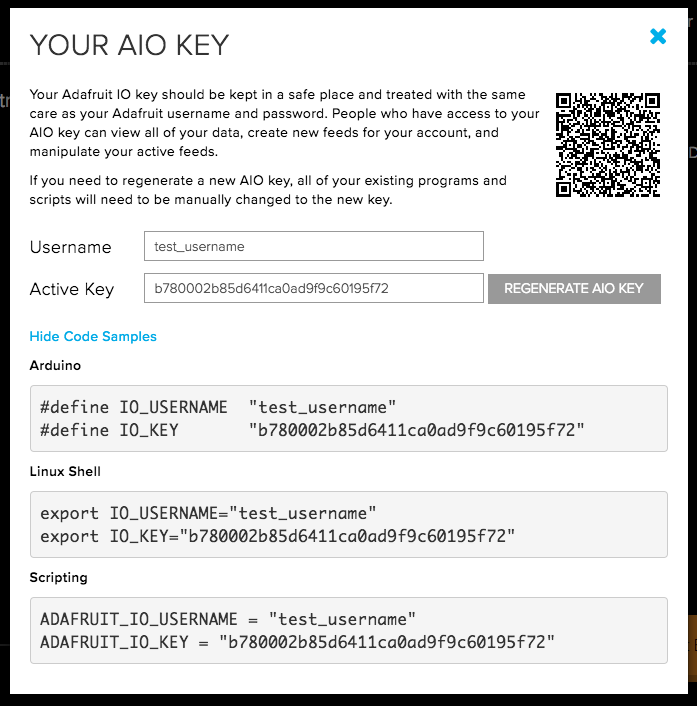 YOUR AIO KEY
Your Adafruit IO key should be kept in a safe place and treated with the same
care as your Adafruit username and password. People who have access to your
AIO key can view all of your data, create new feeds for your account, and
manipulate your active feeds.
If you need to regenerate a new AIO key, all of your existing programs and
scripts will need to be manually changed to the new key.
Username test_username
Active Key b780002b85d6411ca0ad9f9c60195f72 REGENERATE AIO KEY
Hide Code Samples
Arduino
#define IO_USERNAME  "test_username"
#define IO_KEY       "b780002b85d6411ca0ad9f9c60195f72"
Linux Shell
export IO_USERNAME="test_username"
export IO_KEY="b780002b85d6411ca0ad9f9c60195f72"
Scripting
ADAFRUIT_IO_USERNAME = "test_username"
ADAFRUIT_IO_KEY = "b780002b85d6411ca0ad9f9c60195f72"